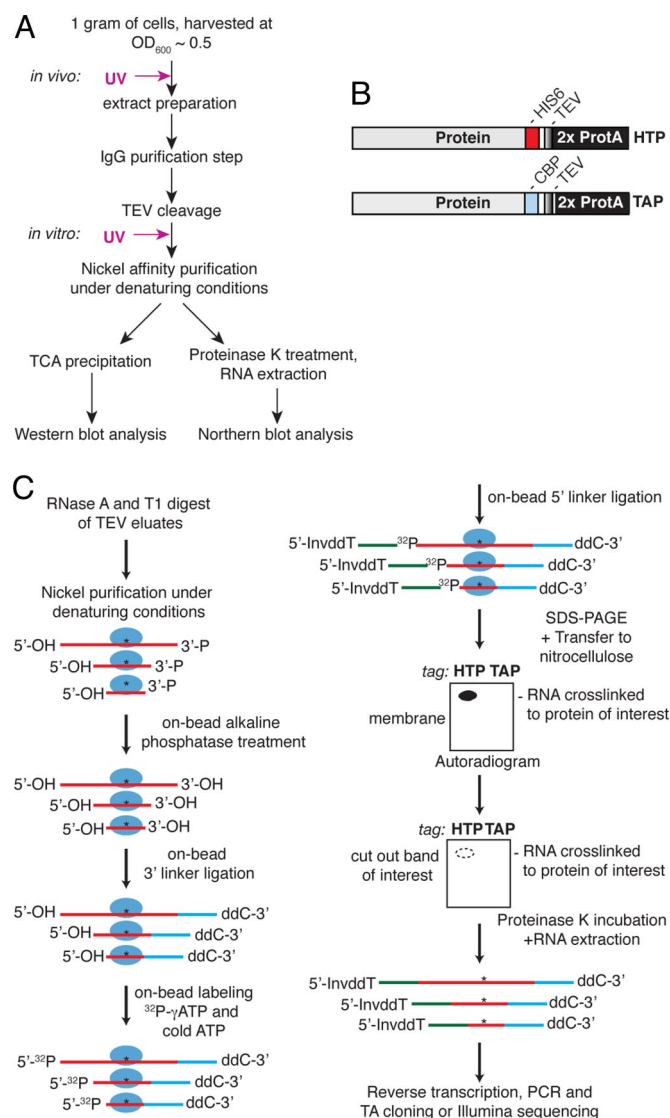 A
1 gram of cells, harvested at
OD600 ~ 0.5
in vivo:
UV
extract preparation
IgG purification step
TEV cleavage
in vitro:
UV
Nickel affinity purification
under denaturing conditions
TCA precipitation
Proteinase K treatment,
RNA extraction
Western blot analysis
Northern blot analysis
B
- HIS6
- TEV
Protein
2x ProtA
HTP
- CBP
- TEV
Protein
2x ProtA
TAP
C
RNase A and T1 digest
of TEV eluates
Nickel purification under
denaturing conditions
5’-OH * 3’-P
5’-OH * 3’-P
5’-OH * 3’-P
on-bead alkaline
phosphatase treatment
5’-OH * 3’-OH
5’-OH * 3’-OH
5’-OH * 3’-OH
on-bead
3’ linker ligation
5’-OH * ddC-3’
5’-OH * ddC-3’
5’-OH * ddC-3’
on-bead labeling
32P-γATP and
cold ATP
5’-32P * ddC-3’
5’-32P * ddC-3’
5’-32P * ddC-3’
on-bead 5’ linker ligation
5’-InvddT 32P * ddC-3’
5’-InvddT 32P * ddC-3’
5’-InvddT 32P * ddC-3’
SDS-PAGE
+ Transfer to
nitrocellulose
tag: HTP TAP
membrane
- RNA crosslinked
to protein of interest
Autoradiogram
tag: HTP TAP
cut out band
of interest
- RNA crosslinked
to protein of interest
Proteinase K incubation
+RNA extraction
5’-InvddT * ddC-3’
5’-InvddT * ddC-3’
5’-InvddT * ddC-3’
Reverse transcription, PCR and
TA cloning or Illumina sequencing